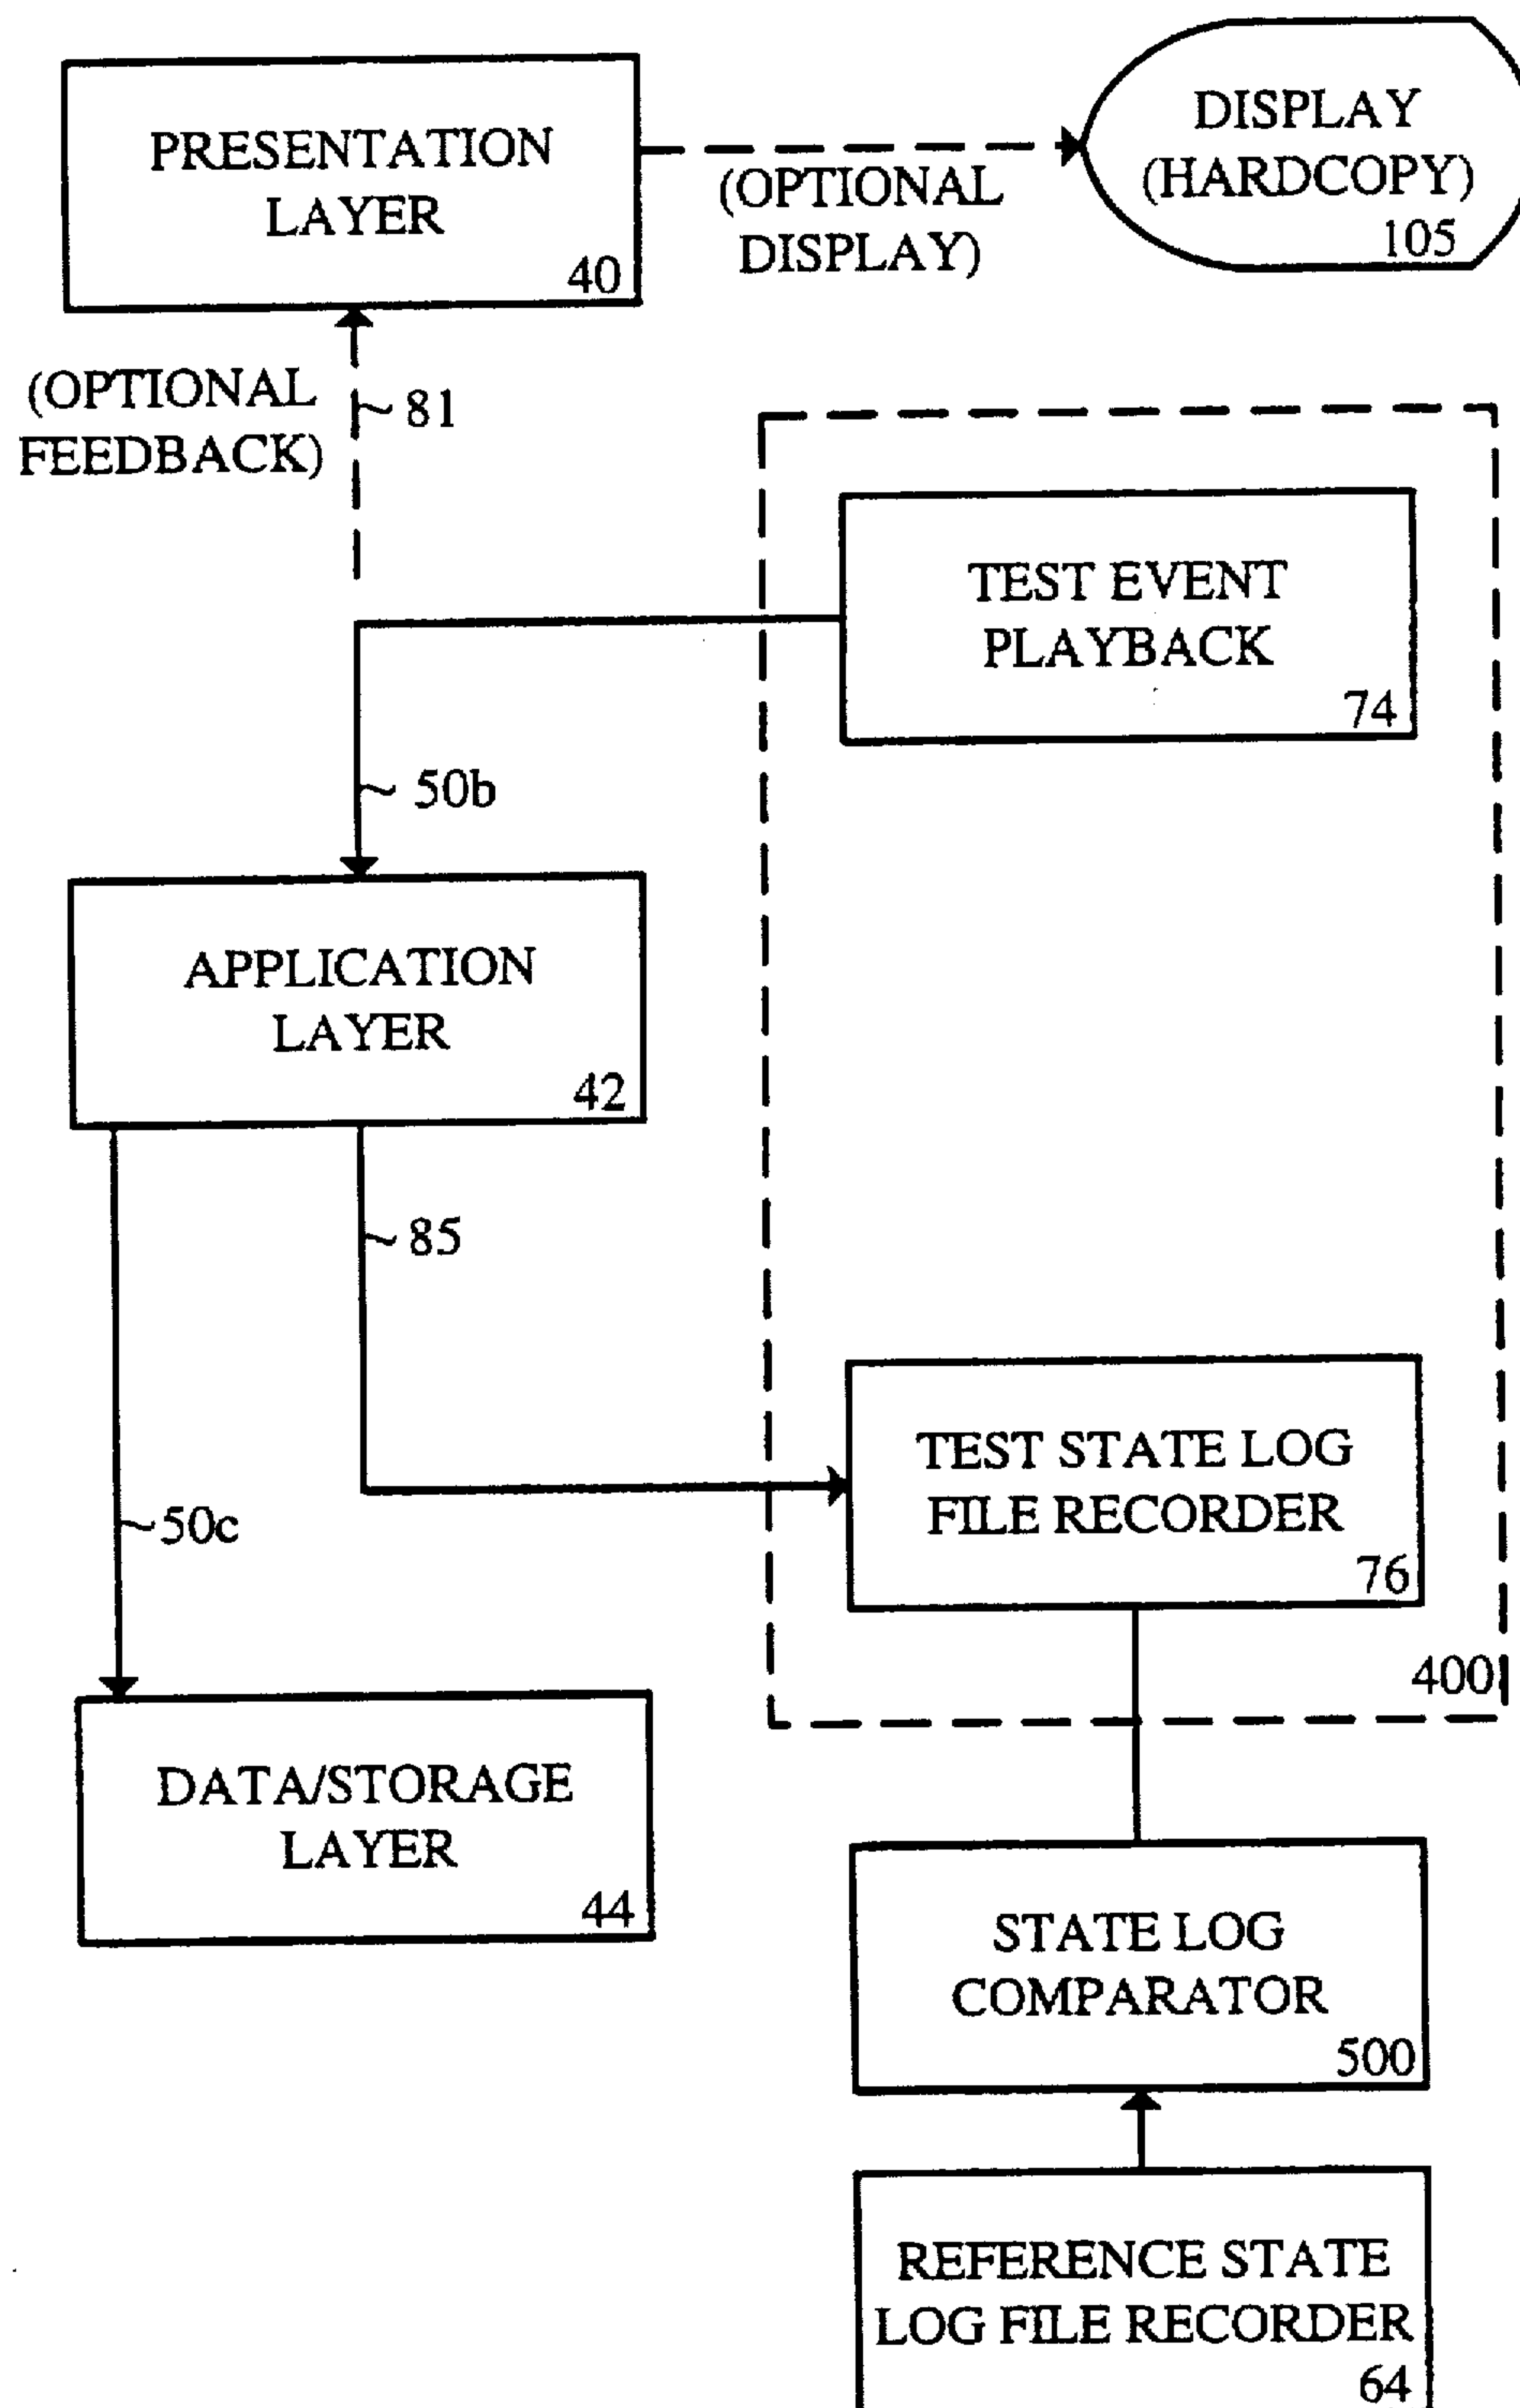 PRESENTATION
LAYER
40
(OPTIONAL
DISPLAY)
DISPLAY
(HARDCOPY)
105
(OPTIONAL
FEEDBACK)
81
TEST EVENT
PLAYBACK
74
50b
APPLICATION
LAYER
42
85
50c
TEST STATE LOG
FILE RECORDER
76
400
DATA/STORAGE
LAYER
44
STATE LOG
COMPARATOR
500
REFERENCE STATE
LOG FILE RECORDER
64